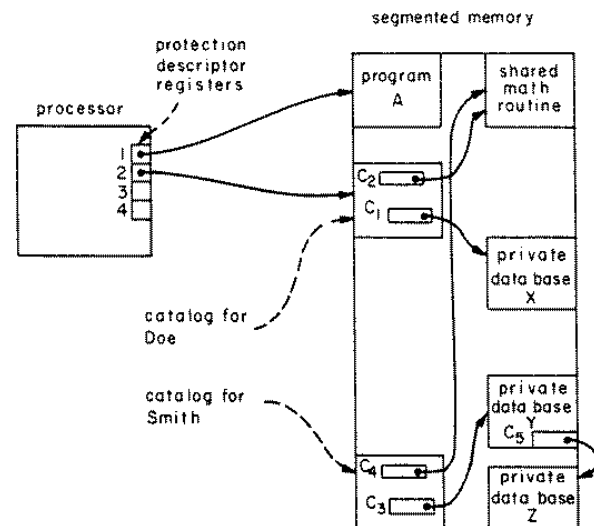 segmented memory
protection
descriptor
registers
processor
1
2
3
4
program
A
shared
math
routine
C2
C1
private
data base
X
catalog for
Doe
catalog for
Smith
private
data base
Y
C5
C4
C3
private
data base
Z